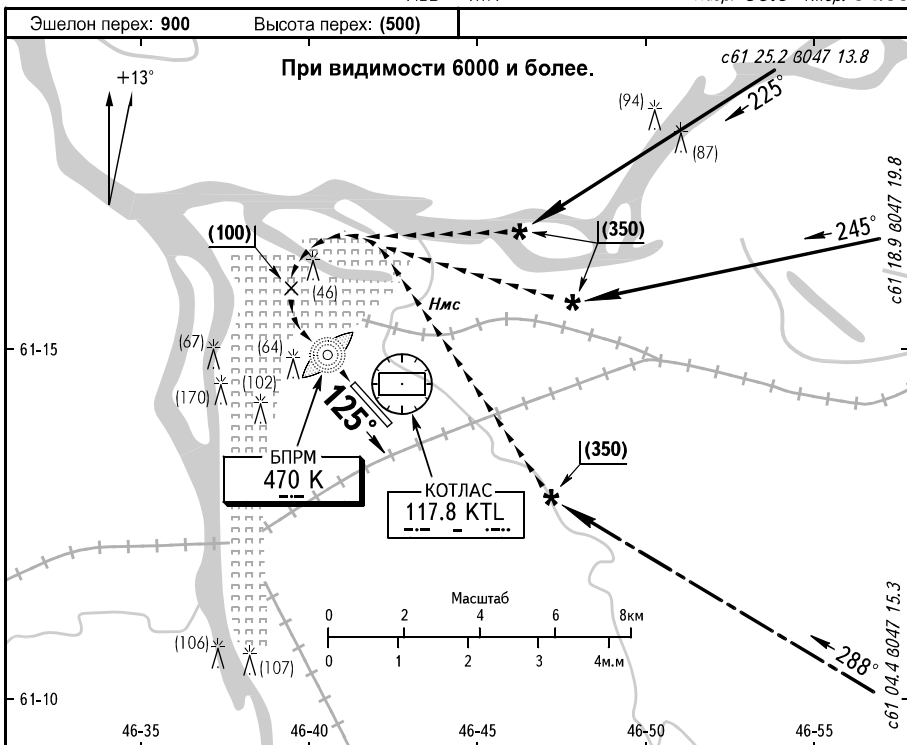 Эшелон перех: 900 Высота перех: (500)
При видимости 6000 и более.
с61 25.2 в047 13.8
+13°
225°
(94)
(87)
с61 18.9 в047 19.8
(100)
(350)
245°
(46)
Нмс
61-15
(67)
(64)
(170)
(102)
125°
БПРМ
470 K
КОТЛАС
117.8 KTL
(350)
Масштаб
0 2 4 6 8км
0 1 2 3 4м.м
(106)
(107)
288°
с61 04.4 в047 15.3
61-10
46-35 46-40 46-45 46-50 46-55